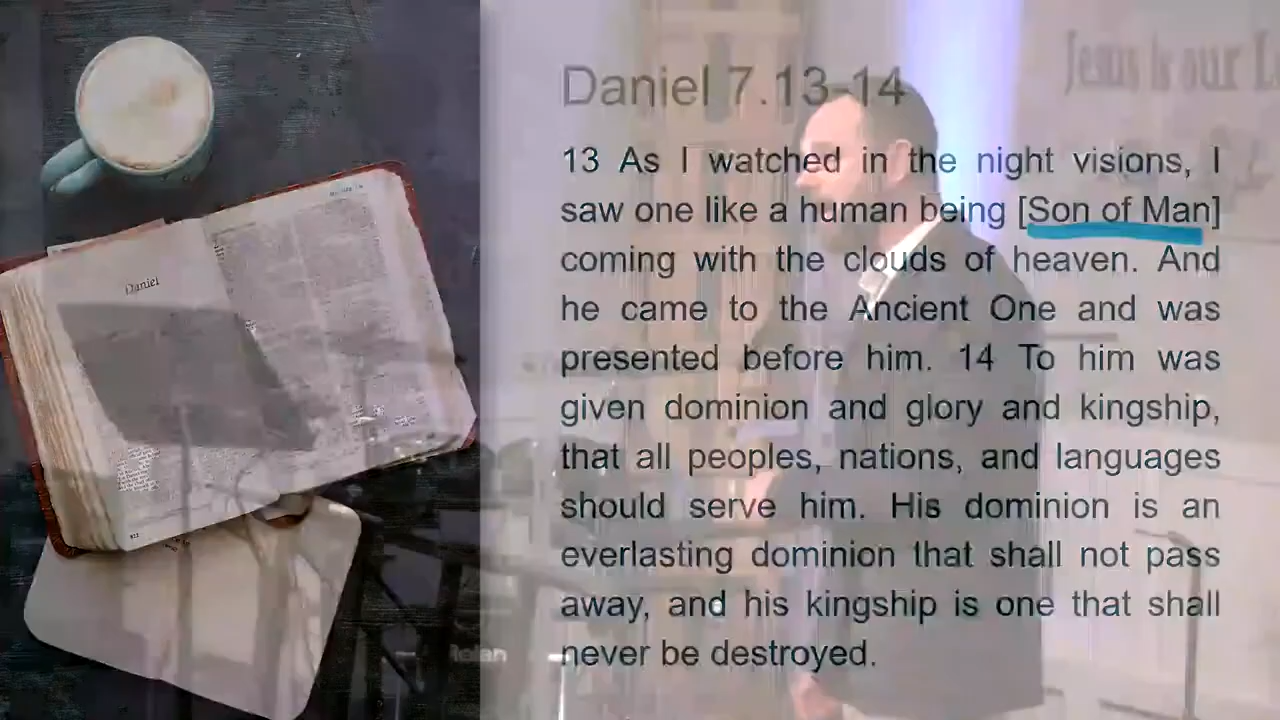 Jesus is our
Daniel 7.13-14
13 As I watched in the night visions, I
saw one like a human being [Son of Man]
coming with the clouds of heaven. And
he came to the Ancient One and was
presented before him. 14 To him was
given dominion and glory and kingship,
that all peoples, nations, and languages
should serve him. His dominion is an
everlasting dominion that shall not pass
away, and his kingship is one that shall
never be destroyed.
Daniel